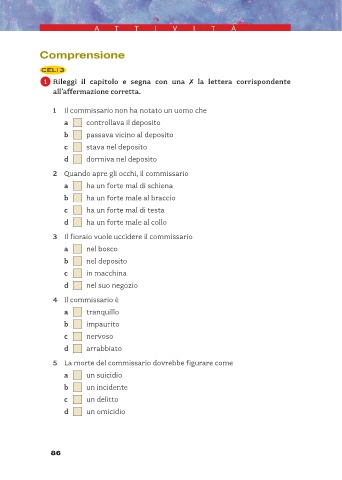 ATTIVITÀ
Comprensione
CELI 3
1 Rileggi il capitolo e segna con una ✗ la lettera corrispondente
all'affermazione corretta.
1 Il commissario non ha notato un uomo che
a controllava il deposito
b passava vicino al deposito
c stava nel deposito
d dormiva nel deposito
2 Quando apre gli occhi, il commissario
a ha un forte mal di schiena
b ha un forte male al braccio
c ha un forte mal di testa
d ha un forte male al collo
3 Il fioraio vuole uccidere il commissario
a nel bosco
b nel deposito
c in macchina
d nel suo negozio
4 Il commissario è
a tranquillo
b impaurito
c nervoso
d arrabbiato
5 La morte del commissario dovrebbe figurare come
a un suicidio
b un incidente
c un delitto
d un omicidio
86